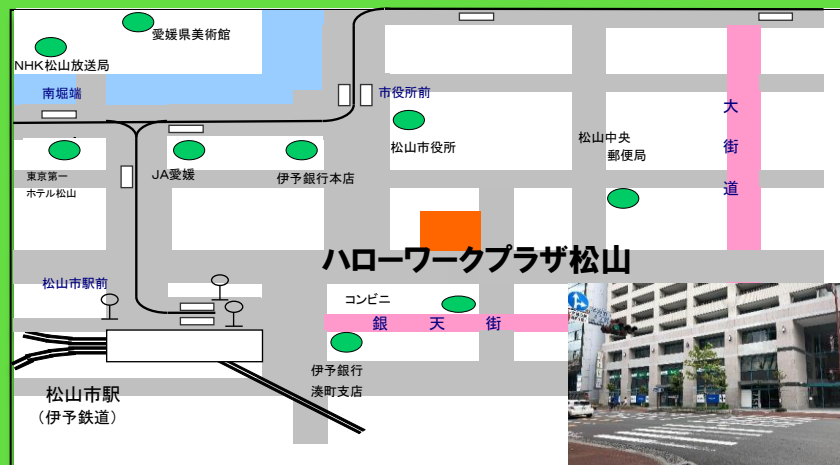 愛媛県美術館
NHK松山放送局
南堀端
市役所前
大街道
松山中央
郵便局
松山市役所
東京第一
ホテル松山
JA愛媛
伊予銀行本店
ハローワークプラザ松山
松山市駅前
コンビニ
銀天街
伊予銀行
湊町支店
松山市駅
（伊予鉄道）